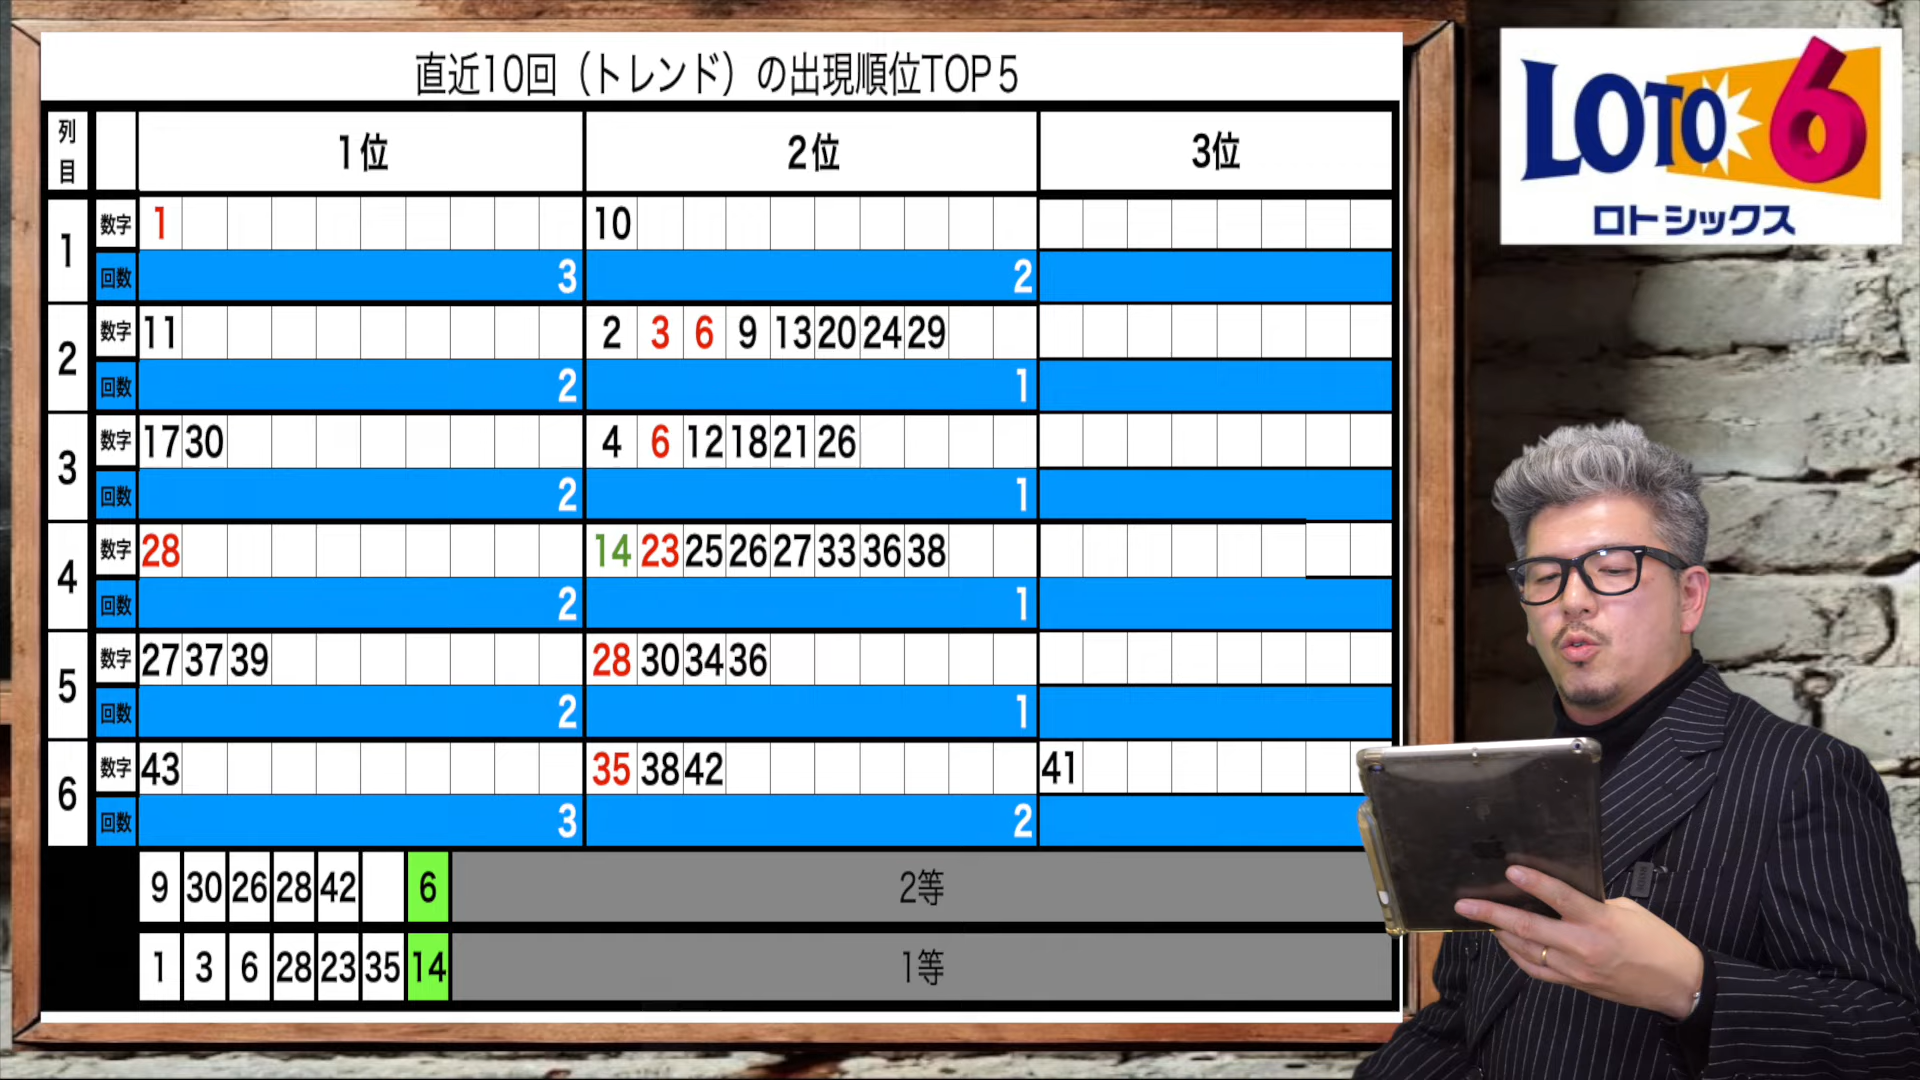 直近10回（トレンド）の出現順位TOP5
LOTO 6
ロトシックス
列目 1位 2位 3位
1 数字 1 10
回数 3 2
2 数字 11 2 3 6 9 13 20 24 29
回数 2 1
3 数字 17 30 4 6 12 18 21 26
回数 2 1
4 数字 28 14 23 25 26 27 33 36 38
回数 2 1
5 数字 27 37 39 28 30 34 36
回数 2 1
6 数字 43 35 38 42 41
回数 3 2
9 30 26 28 42 6 2等
1 3 6 28 23 35 14 1等